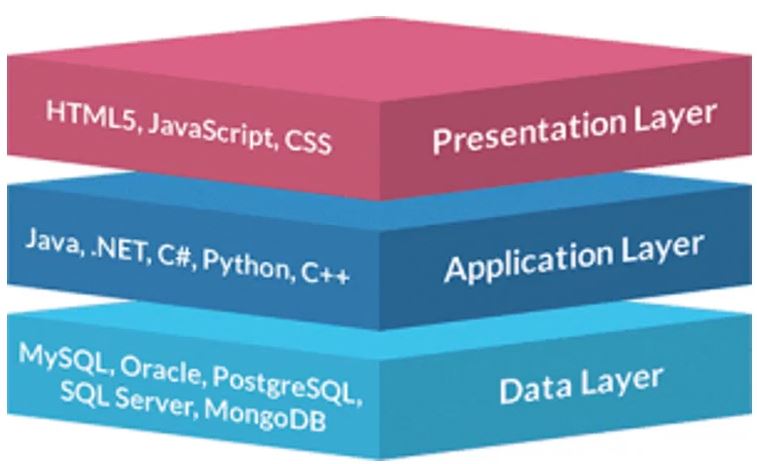 HTML5, JavaScript, CSS
Presentation Layer
Java, .NET, C#, Python, C++
Application Layer
MySQL, Oracle, PostgreSQL,
SQL Server, MongoDB
Data Layer